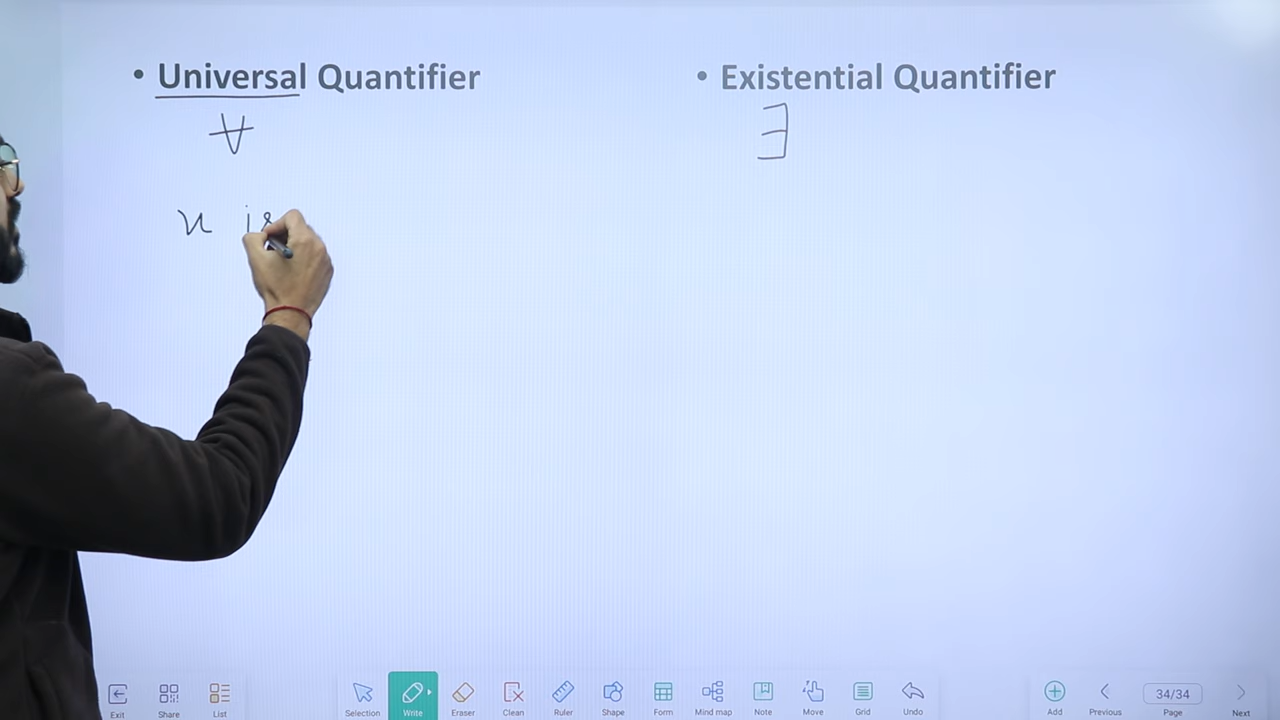 • Universal Quantifier
∀
x is
• Existential Quantifier
∃
Exit
Share
List
Selection
Write
Eraser
Clean
Ruler
Shape
Form
Mind map
Note
Move
Grid
Undo
Add
Previous
34/34
Page
Next